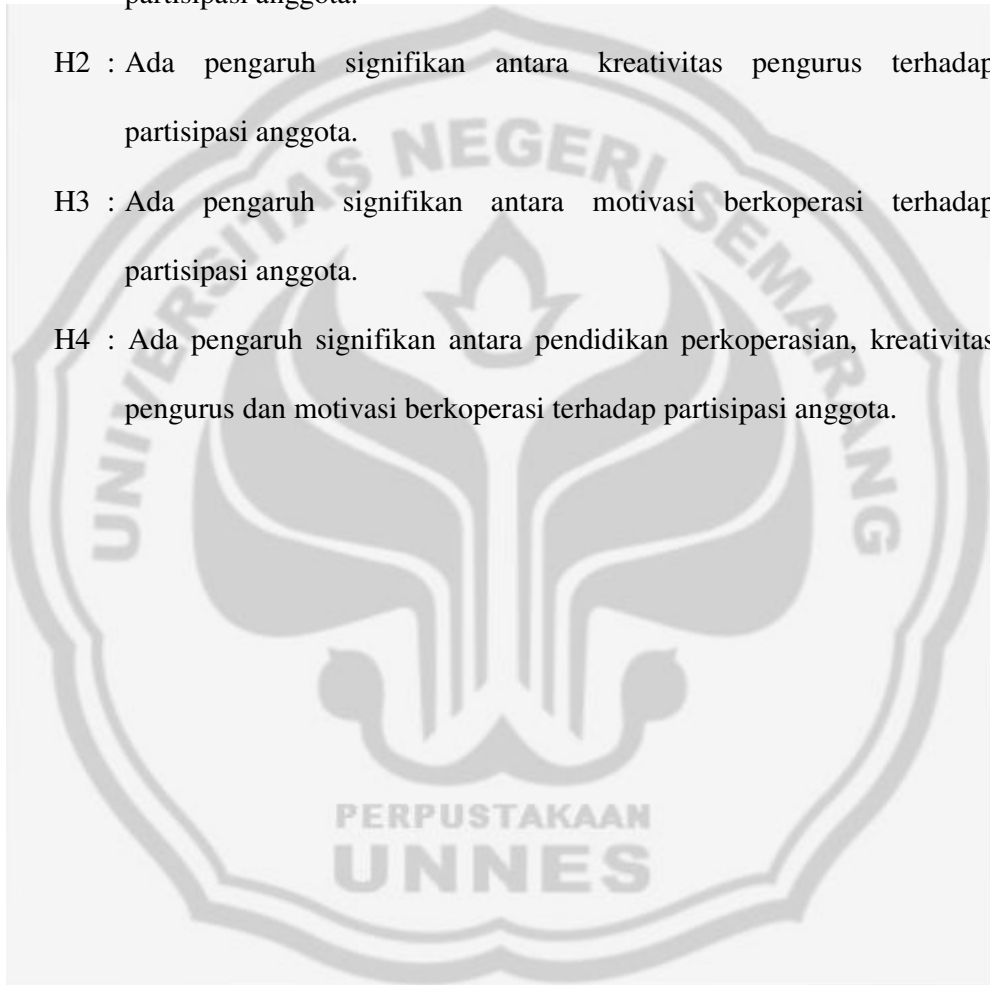 partisipasi anggota.
H2 : Ada pengaruh signifikan antara kreativitas pengurus terhadap
partisipasi anggota.
H3 : Ada pengaruh signifikan antara motivasi berkoperasi terhadap
partisipasi anggota.
H4 : Ada pengaruh signifikan antara pendidikan perkoperasian, kreativitas
pengurus dan motivasi berkoperasi terhadap partisipasi anggota.
UNIVERSITAS NEGERI SEMARANG
PERPUSTAKAAN
UNNES